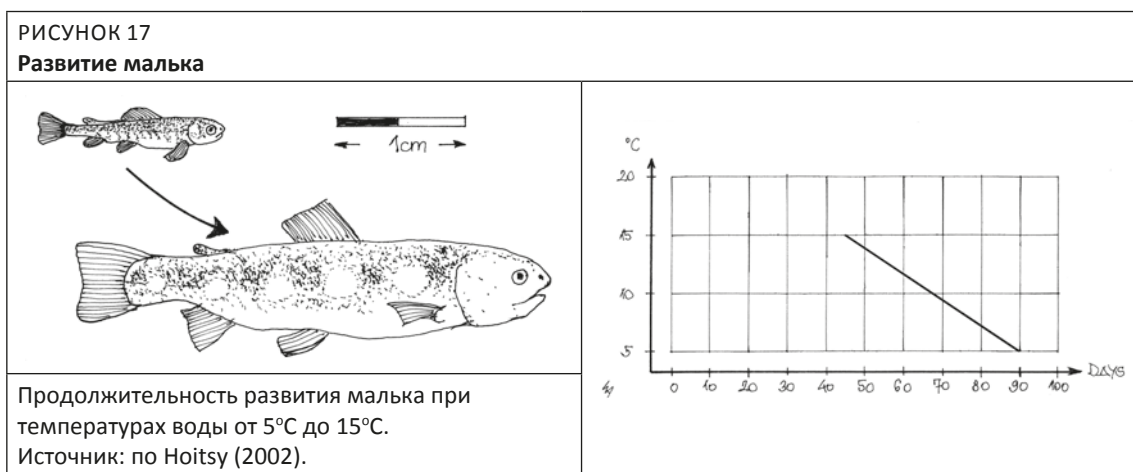 РИСУНОК 17
Развитие малька
1cm
°C
20
15
10
5
0 10 20 30 40 50 60 70 80 90 100
DAYS
Продолжительность развития малька при
температурах воды от 5°C до 15°C.
Источник: по Hoitsy (2002).